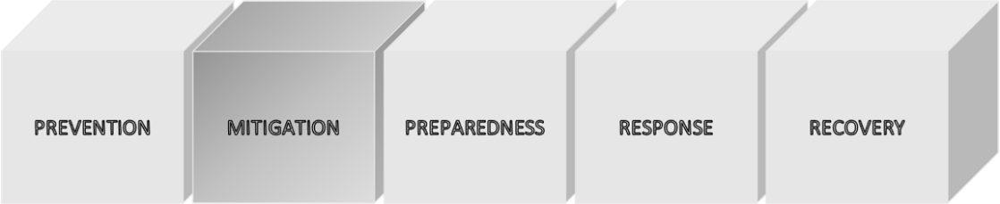 PREVENTION
MITIGATION
PREPAREDNESS
RESPONSE
RECOVERY